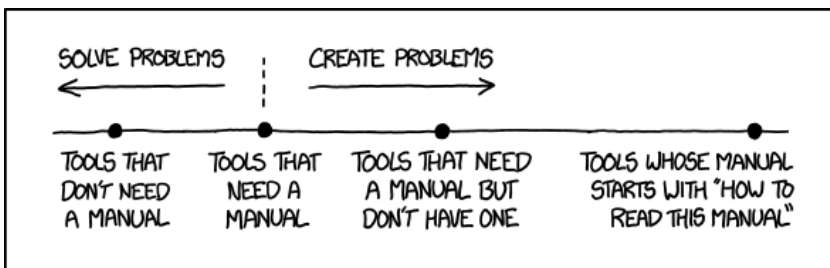 SOLVE PROBLEMS
CREATE PROBLEMS
TOOLS THAT
DON'T NEED
A MANUAL
TOOLS THAT
NEED A
MANUAL
TOOLS THAT NEED
A MANUAL BUT
DON'T HAVE ONE
TOOLS WHOSE MANUAL
STARTS WITH "HOW TO
READ THIS MANUAL"